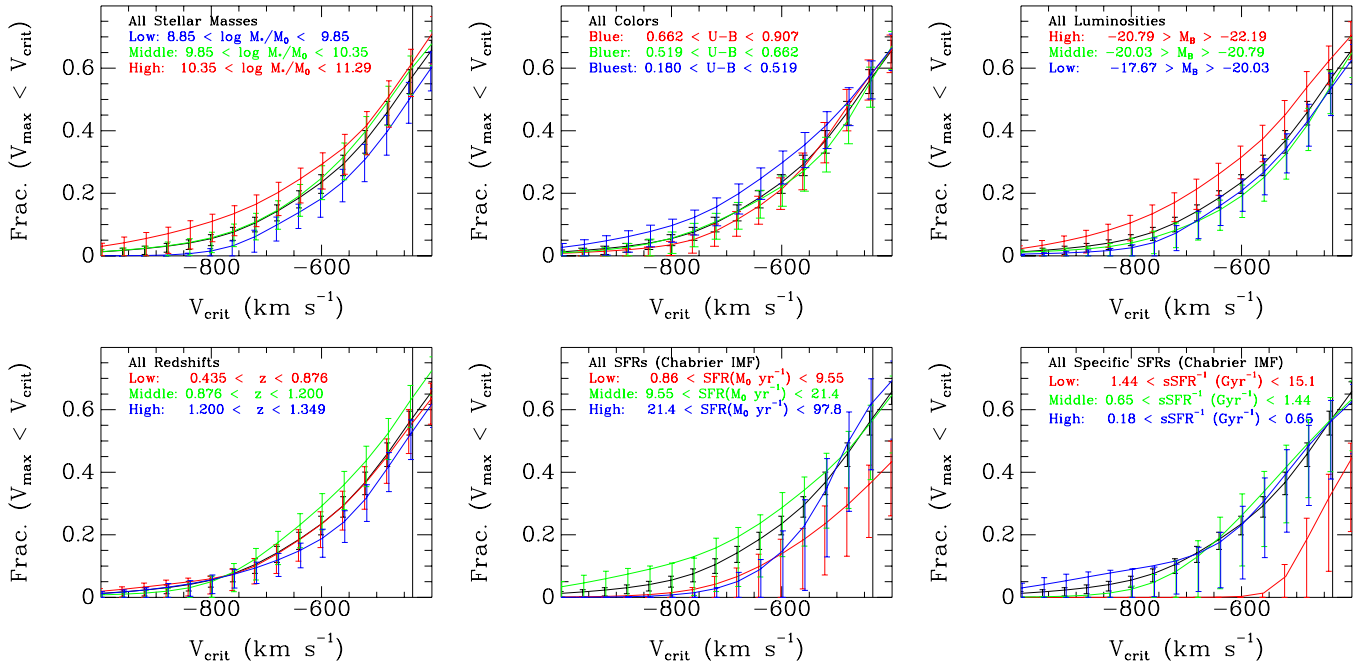 All Stellar Masses
Low: 8.85 < log M*/M⊙ < 9.85
Middle: 9.85 < log M*/M⊙ < 10.35
High: 10.35 < log M*/M⊙ < 11.29
Frac. (Vmax < Vcrit)
0.6
0.4
0.2
0
−800
−600
Vcrit (km s⁻¹)
All Colors
Blue: 0.662 < U−B < 0.907
Bluer: 0.519 < U−B < 0.662
Bluest: 0.180 < U−B < 0.519
Frac. (Vmax < Vcrit)
0.6
0.4
0.2
0
−800
−600
Vcrit (km s⁻¹)
All Luminosities
High: −20.79 > MB > −22.19
Middle: −20.03 > MB > −20.79
Low: −17.67 > MB > −20.03
Frac. (Vmax < Vcrit)
0.6
0.4
0.2
0
−800
−600
Vcrit (km s⁻¹)
All Redshifts
Low: 0.435 < z < 0.876
Middle: 0.876 < z < 1.200
High: 1.200 < z < 1.349
Frac. (Vmax < Vcrit)
0.6
0.4
0.2
0
−800
−600
Vcrit (km s⁻¹)
All SFRs (Chabrier IMF)
Low: 0.86 < SFR(M⊙ yr⁻¹) < 9.55
Middle: 9.55 < SFR(M⊙ yr⁻¹) < 21.4
High: 21.4 < SFR(M⊙ yr⁻¹) < 97.8
Frac. (Vmax < Vcrit)
0.6
0.4
0.2
0
−800
−600
Vcrit (km s⁻¹)
All Specific SFRs (Chabrier IMF)
Low: 1.44 < sSFR⁻¹ (Gyr⁻¹) < 15.1
Middle: 0.65 < sSFR⁻¹ (Gyr⁻¹) < 1.44
High: 0.18 < sSFR⁻¹ (Gyr⁻¹) < 0.65
Frac. (Vmax < Vcrit)
0.6
0.4
0.2
0
−800
−600
Vcrit (km s⁻¹)